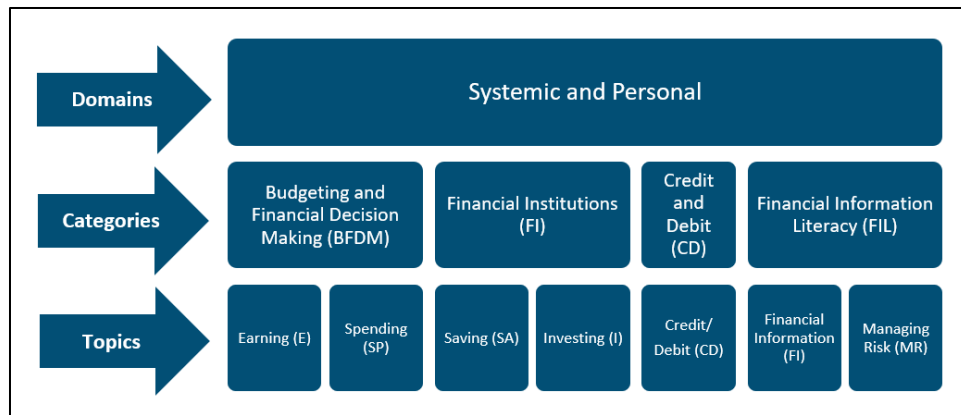 Domains
Systemic and Personal
Categories
Budgeting and
Financial Decision
Making (BFDM)
Financial Institutions
(FI)
Credit
and
Debit
(CD)
Financial Information
Literacy (FIL)
Topics
Earning (E)
Spending
(SP)
Saving (SA)
Investing (I)
Credit/
Debit (CD)
Financial
Information
(FI)
Managing
Risk (MR)